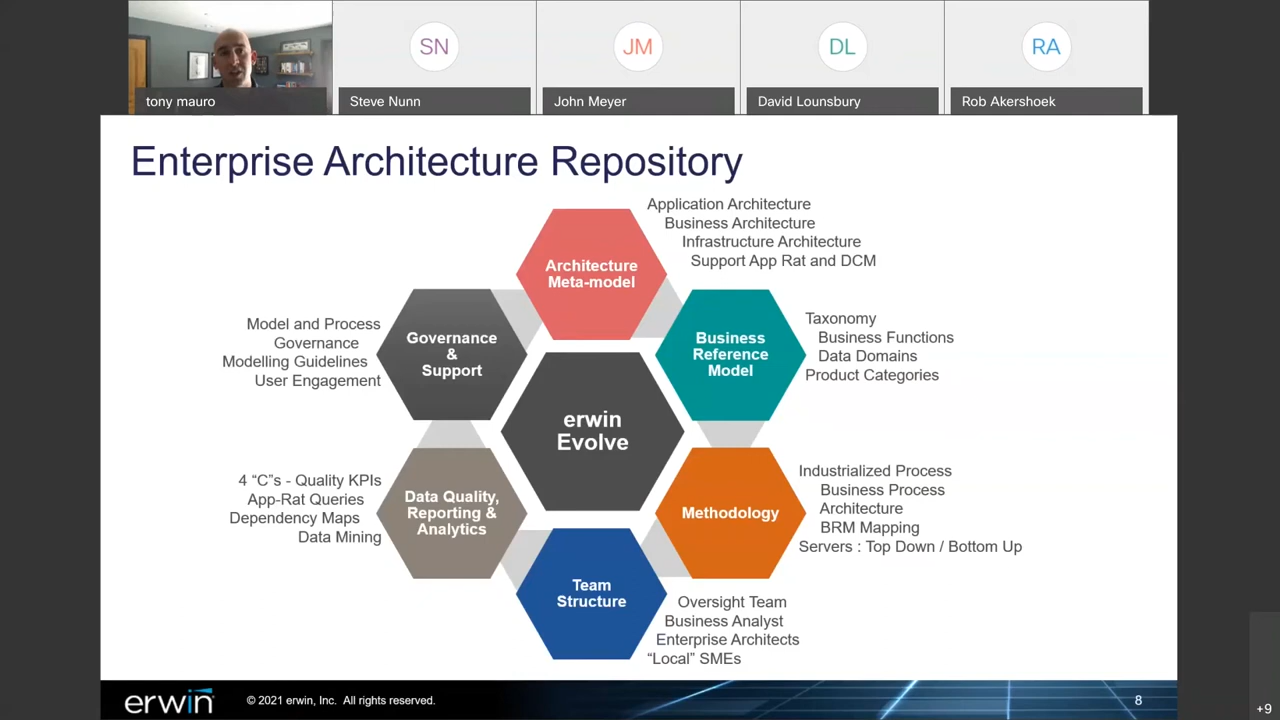 SN
JM
DL
RA
tony mauro
Steve Nunn
John Meyer
David Lounsbury
Rob Akershoek
Enterprise Architecture Repository
Application Architecture
Business Architecture
Infrastructure Architecture
Support App Rat and DCM
Architecture
Meta-model
Model and Process
Governance
Modelling Guidelines
User Engagement
Governance
&
Support
Business
Reference
Model
Taxonomy
Business Functions
Data Domains
Product Categories
erwin
Evolve
4 “C”s - Quality KPIs
App-Rat Queries
Dependency Maps
Data Mining
Data Quality,
Reporting &
Analytics
Methodology
Industrialized Process
Business Process
Architecture
BRM Mapping
Servers : Top Down / Bottom Up
Team
Structure
Oversight Team
Business Analyst
Enterprise Architects
“Local” SMEs
erwin
© 2021 erwin, Inc. All rights reserved.
8
+9